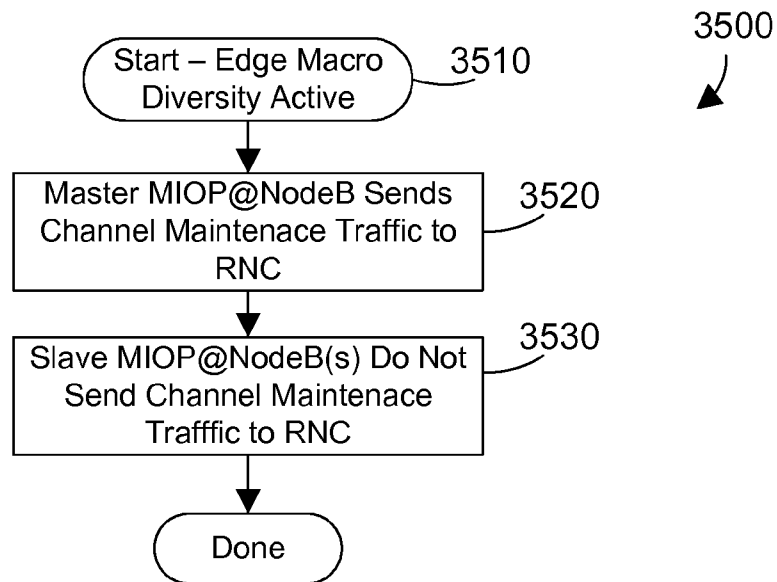 3500
Start – Edge Macro
Diversity Active
3510
Master MIOP@NodeB Sends
Channel Maintenace Traffic to
RNC
3520
Slave MIOP@NodeB(s) Do Not
Send Channel Maintenace
Trafffic to RNC
3530
Done